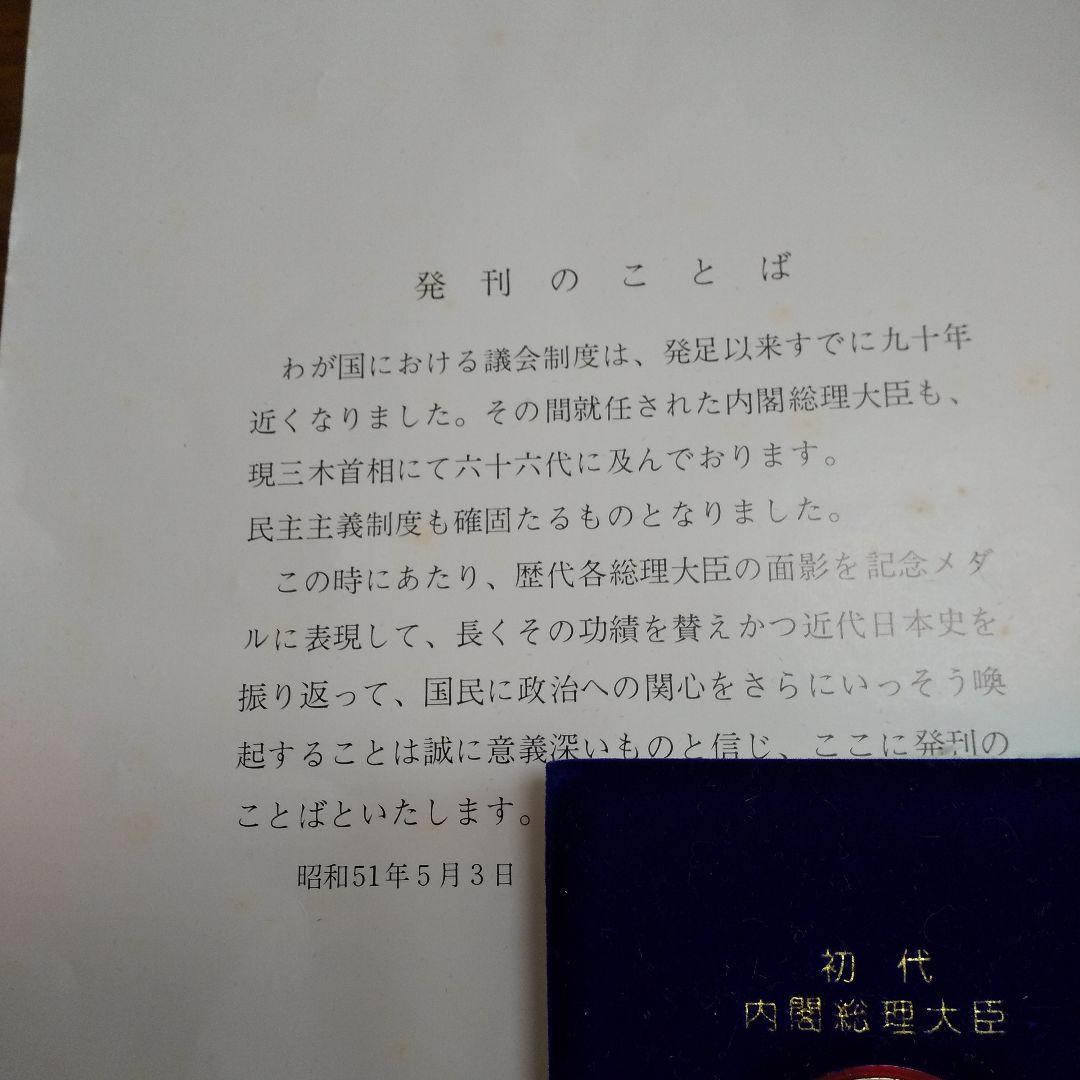 発刊のことば
わが国における議会制度は、発足以来すでに九十年
近くなりました。その間就任された内閣総理大臣も、
現三木首相にて六十六代に及んでおります。
民主主義制度も確固たるものとなりました。
この時にあたり、歴代各総理大臣の面影を記念メダ
ルに表現して、長くその功績を賛えかつ近代日本史を
振り返って、国民に政治への関心をさらにいっそう喚
起することは誠に意義深いものと信じ、ここに発刊の
ことばといたします。
昭和51年5月3日
初代
内閣総理大臣